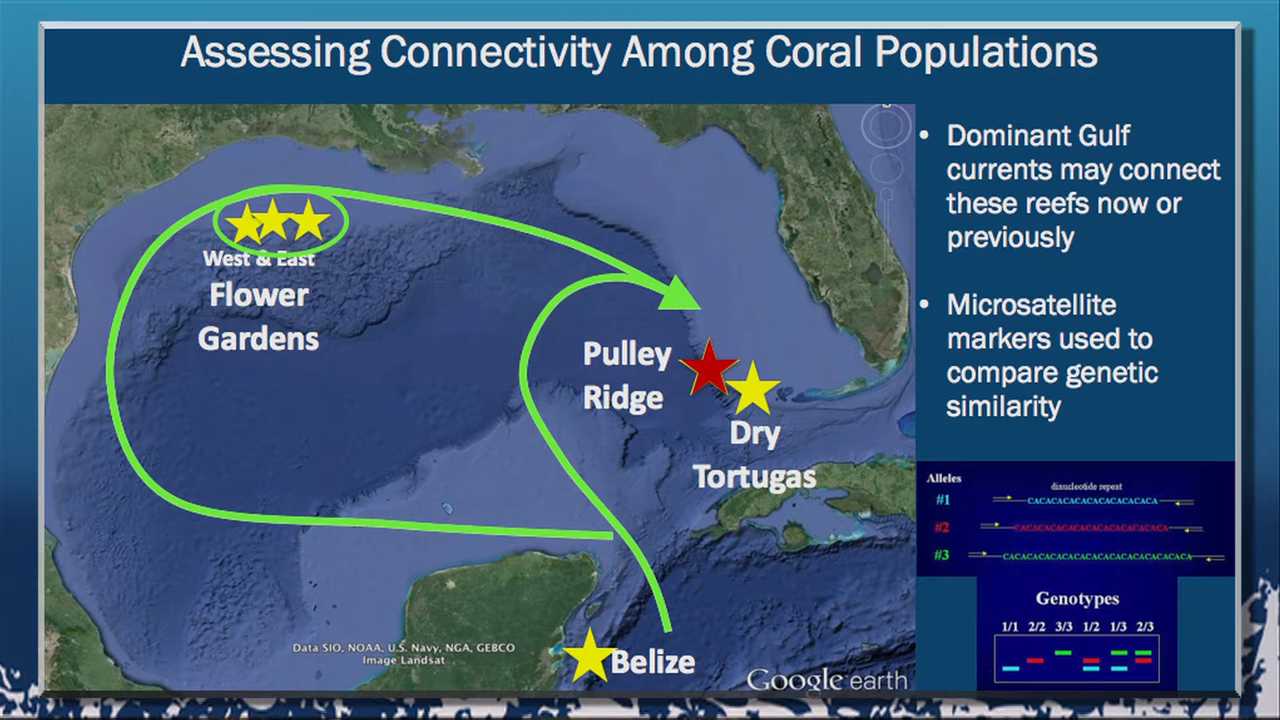 Assessing Connectivity Among Coral Populations
West & East
Flower
Gardens
Pulley
Ridge
Dry
Tortugas
Belize
Data SIO, NOAA, U.S. Navy, NGA, GEBCO
Image Landsat
Google earth
• Dominant Gulf
currents may connect
these reefs now or
previously
• Microsatellite
markers used to
compare genetic
similarity
Alleles
dinucleotide repeat
#1 CACACACACACACACACACA
#2
#3
Genotypes
1/1 2/2 3/3 1/2 1/3 2/3